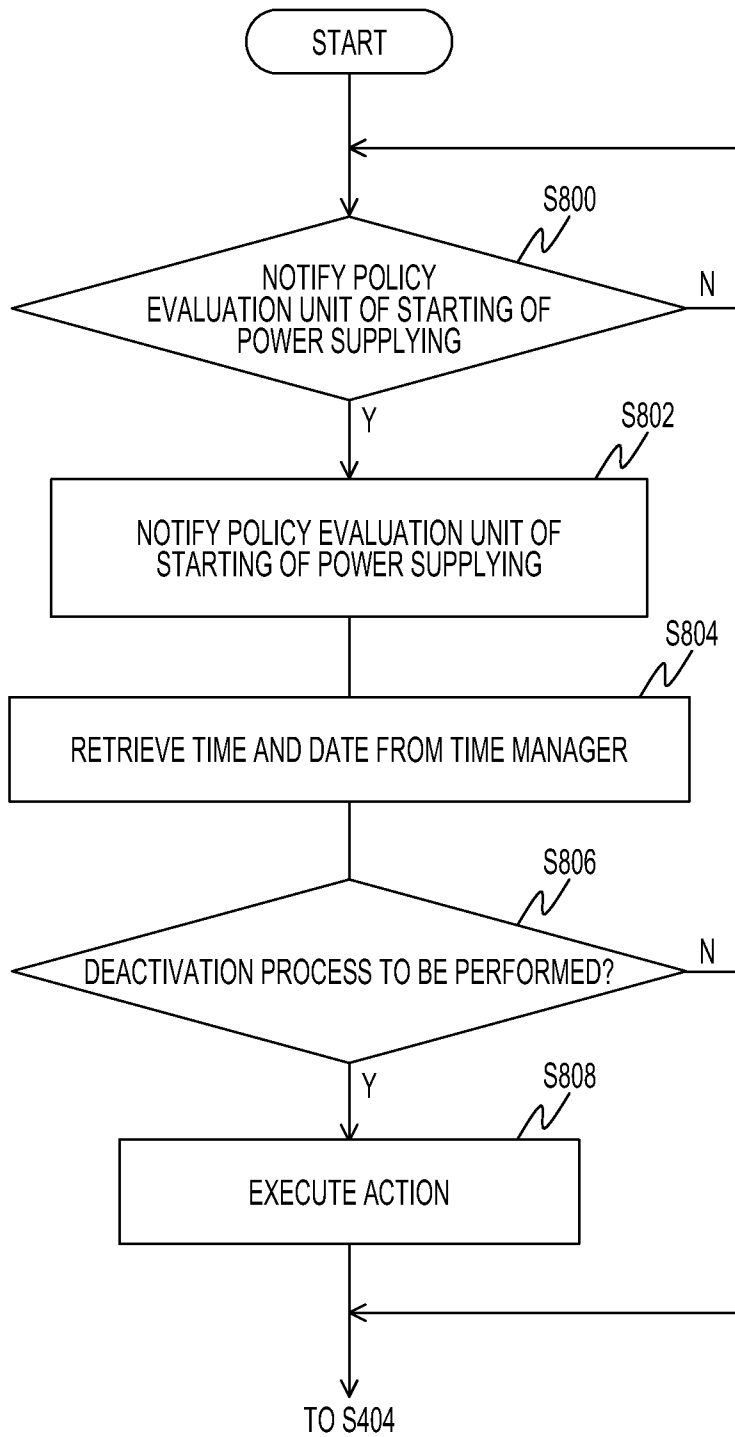 START
S800
NOTIFY POLICY
EVALUATION UNIT OF STARTING OF
POWER SUPPLYING
N
Y
S802
NOTIFY POLICY EVALUATION UNIT OF
STARTING OF POWER SUPPLYING
S804
RETRIEVE TIME AND DATE FROM TIME MANAGER
S806
DEACTIVATION PROCESS TO BE PERFORMED?
N
Y
S808
EXECUTE ACTION
TO S404